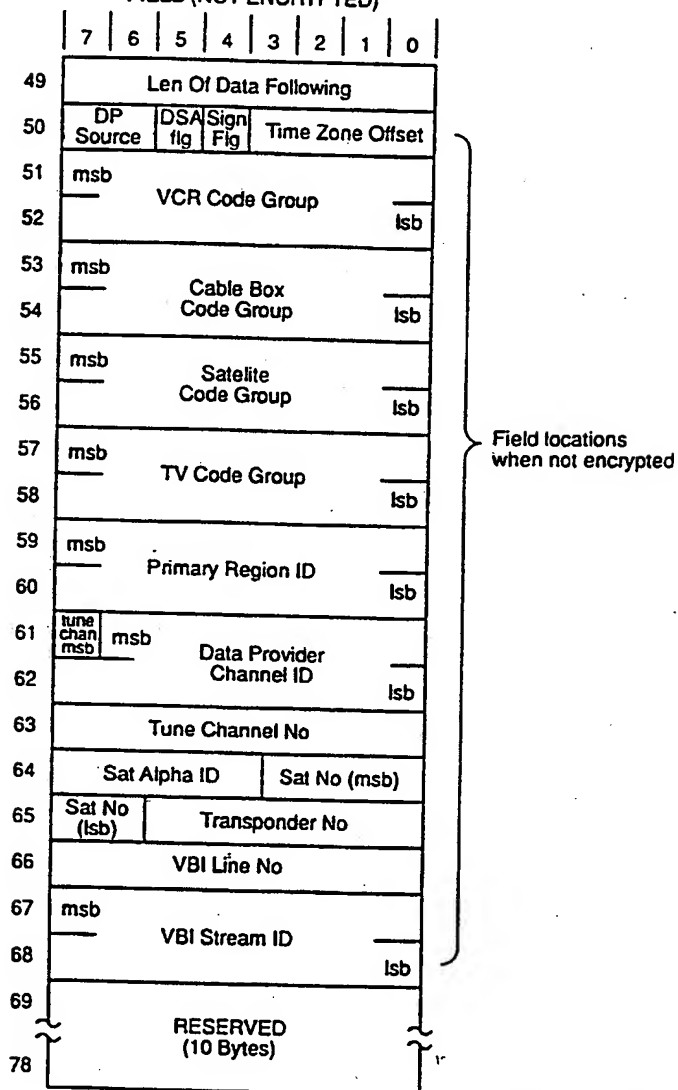 FIELD (NOT ENCRYPTED)
7 6 5 4 3 2 1 0
49 Len Of Data Following
50 DP Source DSA flg Sign Flg Time Zone Offset
51 msb
VCR Code Group
52 lsb
53 msb
Cable Box
Code Group
54 lsb
55 msb
Satelite
Code Group
56 lsb
Field locations
when not encrypted
57 msb
TV Code Group
58 lsb
59 msb
Primary Region ID
60 lsb
61 tune chan msb msb
Data Provider
Channel ID
62 lsb
63 Tune Channel No
64 Sat Alpha ID Sat No (msb)
65 Sat No (lsb) Transponder No
66 VBI Line No
67 msb
VBI Stream ID
68 lsb
69
RESERVED
(10 Bytes)
78